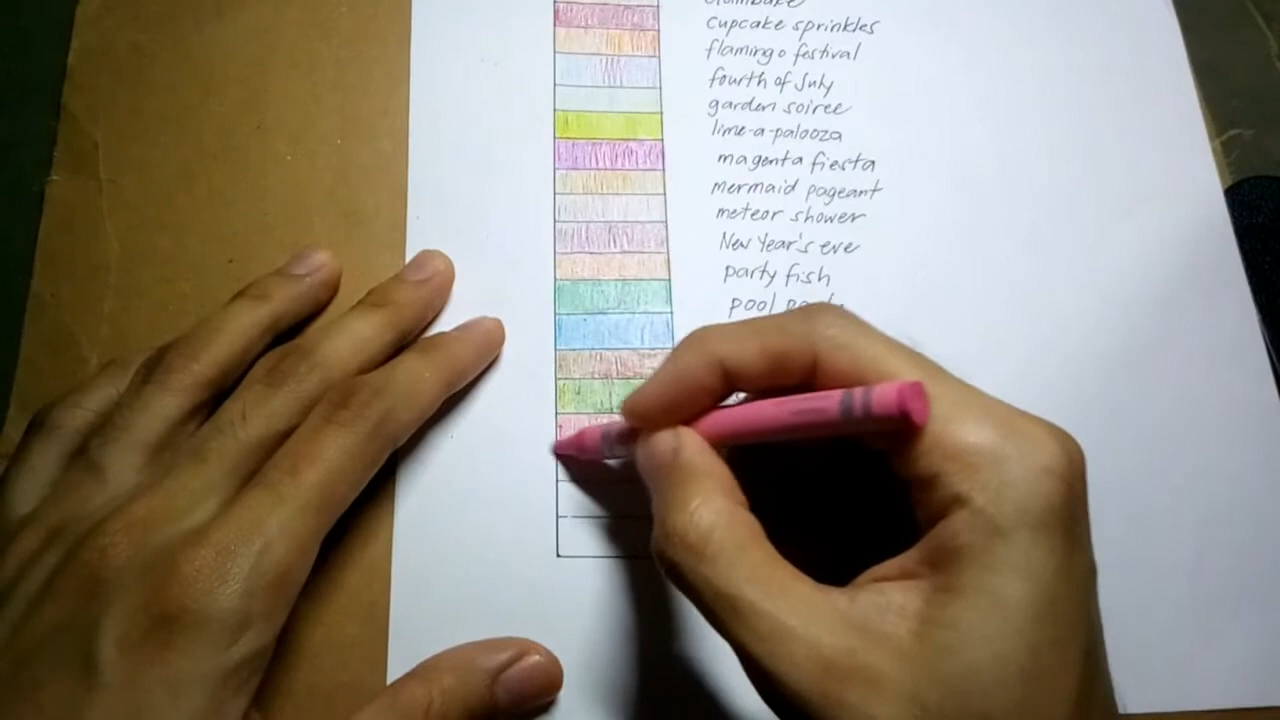 cupcake sprinkles
flamingo festival
fourth of July
garden soiree
lime-a-palooza
magenta fiesta
mermaid pageant
meteor shower
New Year's eve
party fish
pool